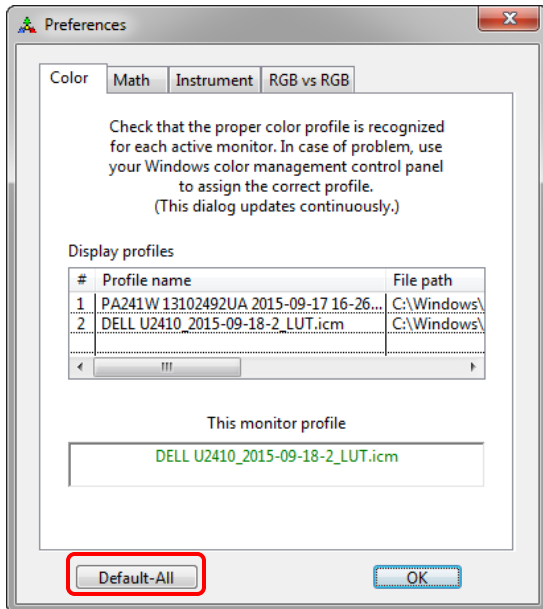 Preferences
Color Math Instrument RGB vs RGB
Check that the proper color profile is recognized
for each active monitor. In case of problem, use
your Windows color management control panel
to assign the correct profile.
(This dialog updates continuously.)
Display profiles
# Profile name File path
1 PA241W 13102492UA 2015-09-17 16-26... C:\Windows\
2 DELL U2410_2015-09-18-2_LUT.icm C:\Windows\
This monitor profile
DELL U2410_2015-09-18-2_LUT.icm
Default-All OK